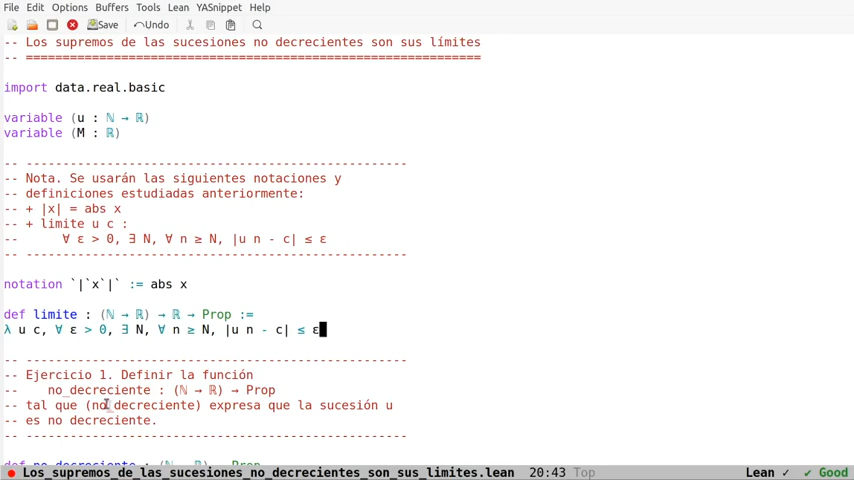 File Edit Options Buffers Tools Lean YASnippet Help
Save Undo
-- Los supremos de las sucesiones no decrecientes son sus límites
-- ==============================================================
import data.real.basic
variable (u : ℕ → ℝ)
variable (M : ℝ)
-- ----------------------------------------------------
-- Nota. Se usarán las siguientes notaciones y
-- definiciones estudiadas anteriormente:
-- + |x| = abs x
-- + limite u c :
--      ∀ ε > 0, ∃ N, ∀ n ≥ N, |u n - c| ≤ ε
-- ----------------------------------------------------
notation `|`x`|` := abs x
def limite : (ℕ → ℝ) → ℝ → Prop :=
λ u c, ∀ ε > 0, ∃ N, ∀ n ≥ N, |u n - c| ≤ ε
-- ----------------------------------------------------
-- Ejercicio 1. Definir la función
--    no_decreciente : (ℕ → ℝ) → Prop
-- tal que (no_decreciente) expresa que la sucesión u
-- es no decreciente.
-- ----------------------------------------------------
def no_decreciente : (ℕ → ℝ) → Prop
Los_supremos_de_las_sucesiones_no_decrecientes_son_sus_limites.lean 20:43 Top Lean ✓ ✔ Good